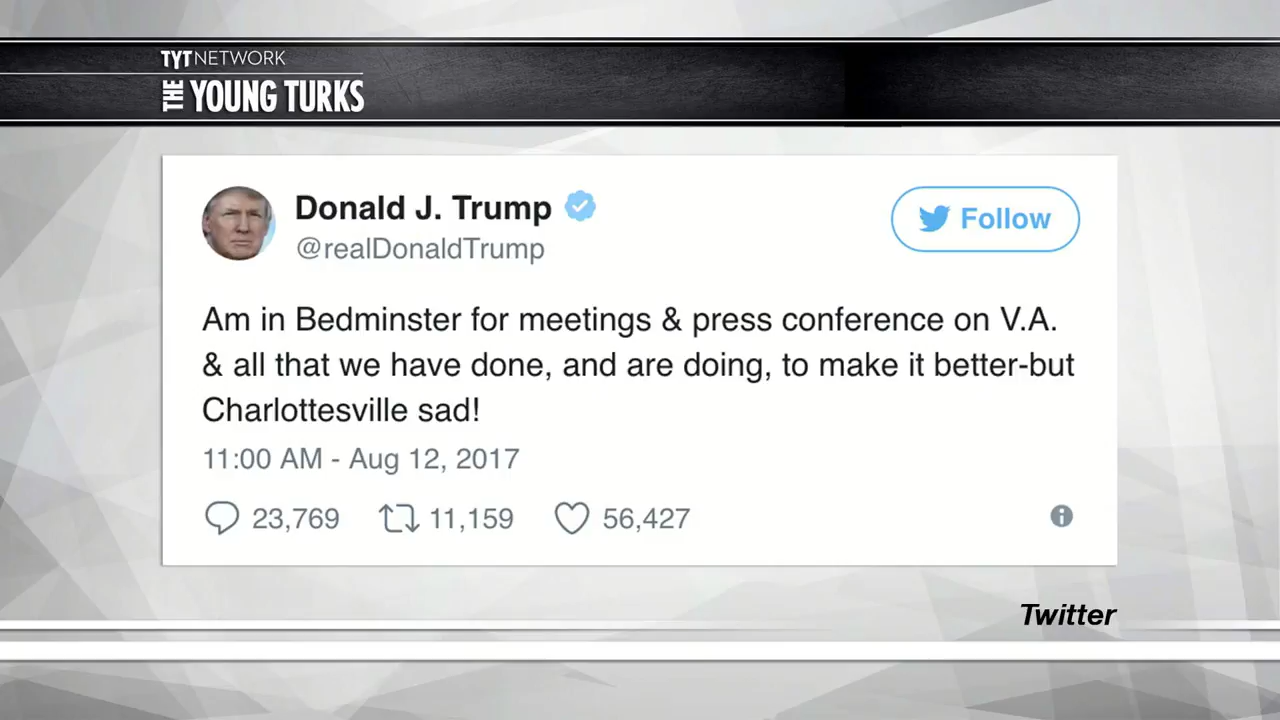 TYT NETWORK
THE YOUNG TURKS
Donald J. Trump
Follow
@realDonaldTrump
Am in Bedminster for meetings & press conference on V.A.
& all that we have done, and are doing, to make it better-but
Charlottesville sad!
11:00 AM - Aug 12, 2017
23,769 11,159 56,427
Twitter